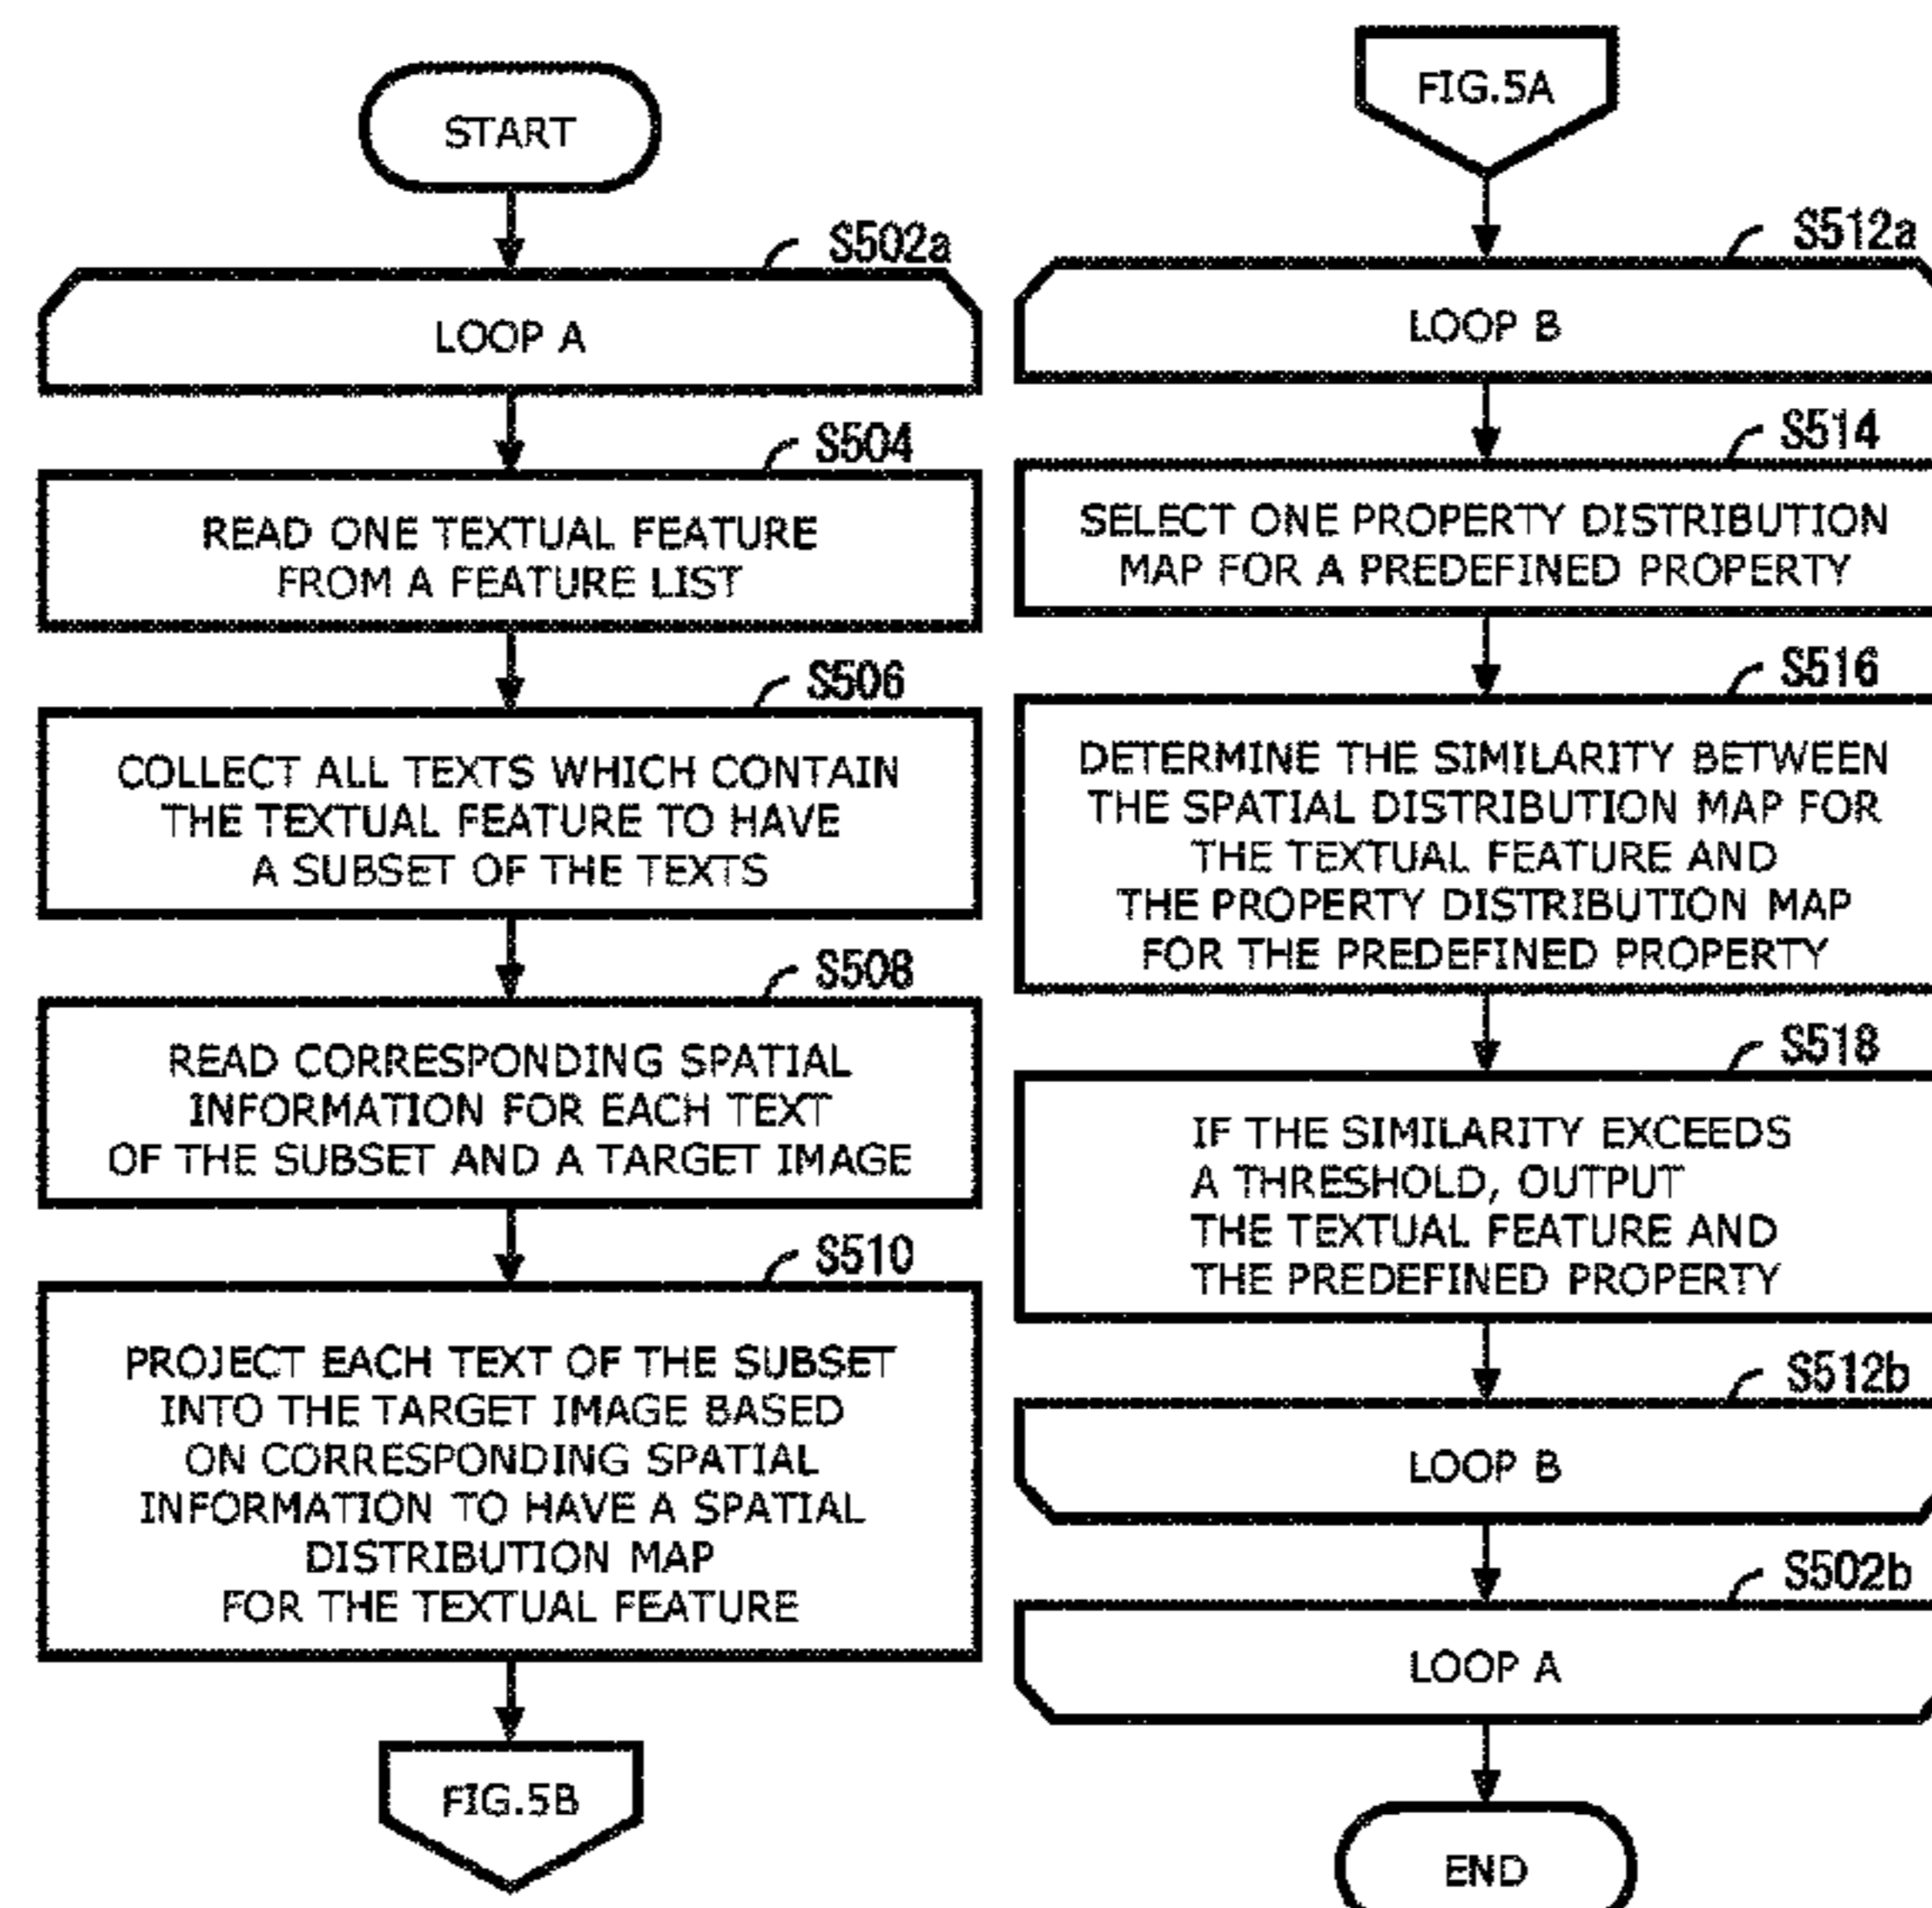 START
S502a
LOOP A
S504
READ ONE TEXTUAL FEATURE
FROM A FEATURE LIST
S506
COLLECT ALL TEXTS WHICH CONTAIN
THE TEXTUAL FEATURE TO HAVE
A SUBSET OF THE TEXTS
S508
READ CORRESPONDING SPATIAL
INFORMATION FOR EACH TEXT
OF THE SUBSET AND A TARGET IMAGE
S510
PROJECT EACH TEXT OF THE SUBSET
INTO THE TARGET IMAGE BASED
ON CORRESPONDING SPATIAL
INFORMATION TO HAVE A SPATIAL
DISTRIBUTION MAP
FOR THE TEXTUAL FEATURE
FIG.5B
FIG.5A
S512a
LOOP B
S514
SELECT ONE PROPERTY DISTRIBUTION
MAP FOR A PREDEFINED PROPERTY
S516
DETERMINE THE SIMILARITY BETWEEN
THE SPATIAL DISTRIBUTION MAP FOR
THE TEXTUAL FEATURE AND
THE PROPERTY DISTRIBUTION MAP
FOR THE PREDEFINED PROPERTY
S518
IF THE SIMILARITY EXCEEDS
A THRESHOLD, OUTPUT
THE TEXTUAL FEATURE AND
THE PREDEFINED PROPERTY
S512b
LOOP B
S502b
LOOP A
END